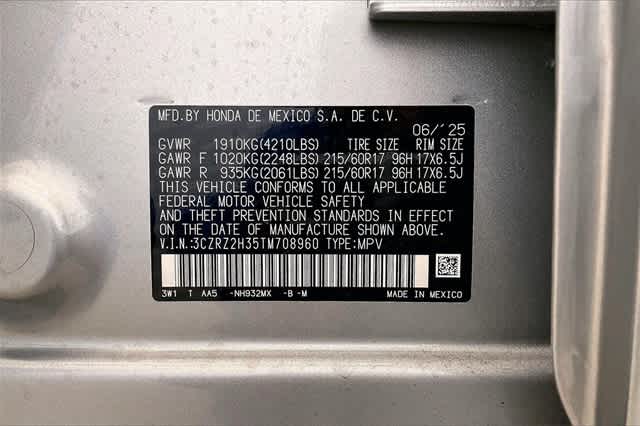 MFD.BY HONDA DE MEXICO S.A. DE C.V.
06/'25
GVWR 1910KG(4210LBS) TIRE SIZE RIM SIZE
GAWR F 1020KG(2248LBS) 215/60R17 96H 17X6.5J
GAWR R 935KG(2061LBS) 215/60R17 96H 17X6.5J
THIS VEHICLE CONFORMS TO ALL APPLICABLE
FEDERAL MOTOR VEHICLE SAFETY
AND THEFT PREVENTION STANDARDS IN EFFECT
ON THE DATE OF MANUFACTURE SHOWN ABOVE.
V.I.N.:3CZRZ2H35TM708960 TYPE:MPV
3W1 T AA5 -NH932MX -B -M MADE IN MEXICO